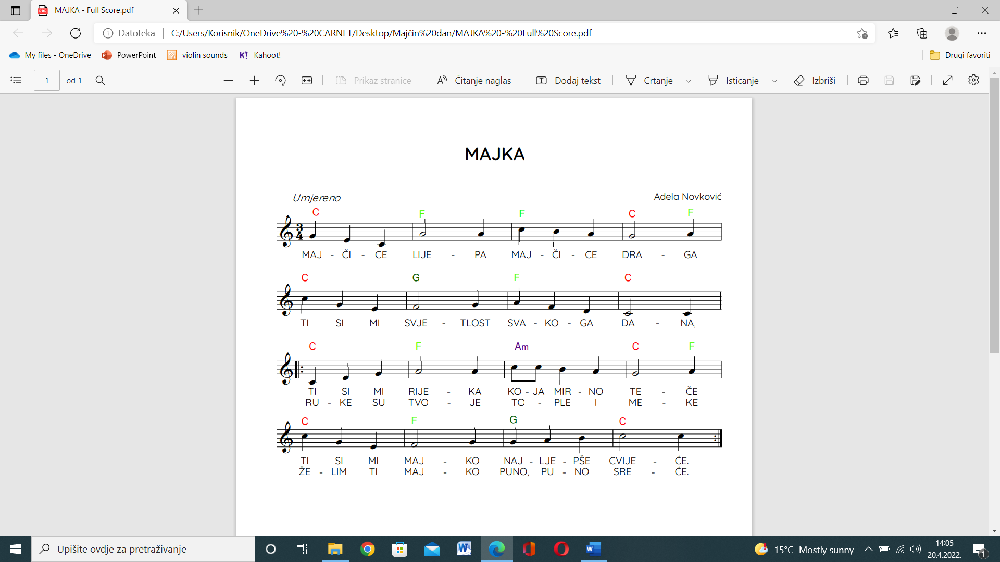 MAJKA - Full Score.pdf
Datoteka C:/Users/Korisnik/OneDrive%20-%20CARNET/Desktop/Majčin%20dan/MAJKA%20-%20Full%20Score.pdf
My files - OneDrive PowerPoint violin sounds K! Kahoot! Drugi favoriti
1 od 1 Prikaz stranice Čitanje naglas Dodaj tekst Crtanje Isticanje Izbriši
MAJKA
Umjereno Adela Novković
C F F C F
3 4
MAJ - ČI - CE LIJE - PA MAJ - ČI - CE DRA - GA
C G F C
TI SI MI SVJE - TLOST SVA - KO - GA DA - NA,
C F Am C F
TI SI MI RIJE - KA KO - JA MIR - NO TE - ČE
RU - KE SU TVO - JE TO - PLE I ME - KE
C F G C
TI SI MI MAJ - KO NAJ - LJE - PŠE CVIJE - ĆE.
ŽE - LIM TI MAJ - KO PUNO, PU - NO SRE - ĆE.
Upišite ovdje za pretraživanje 15°C Mostly sunny 14:05
20.4.2022. 1